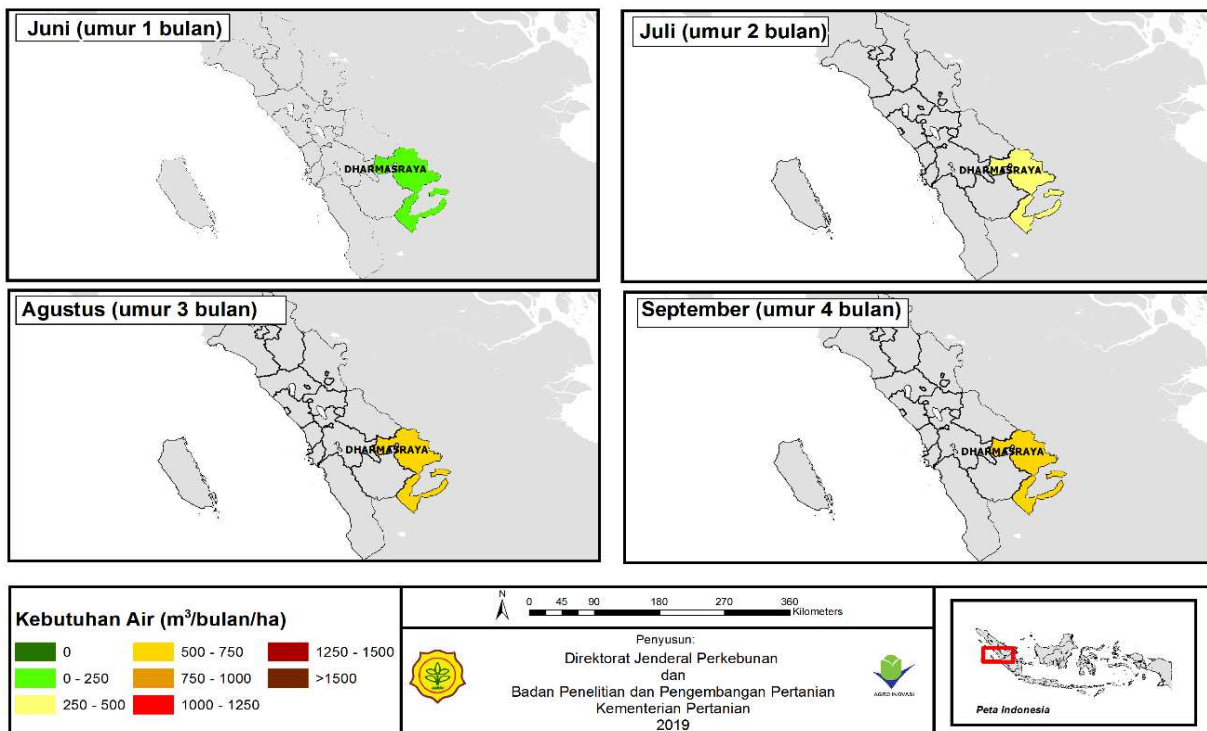 Juni (umur 1 bulan)
DHARMASRAYA
Juli (umur 2 bulan)
DHARMASRAYA
Agustus (umur 3 bulan)
DHARMASRAYA
September (umur 4 bulan)
DHARMASRAYA
Kebutuhan Air (m³/bulan/ha)
0
0 - 250
250 - 500
500 - 750
750 - 1000
1000 - 1250
1250 - 1500
>1500
N
0 45 90 180 270 360
Kilometers
Penyusun:
Direktorat Jenderal Perkebunan
dan
Badan Penelitian dan Pengembangan Pertanian
Kementerian Pertanian
2019
AGRO INOVASI
Peta Indonesia